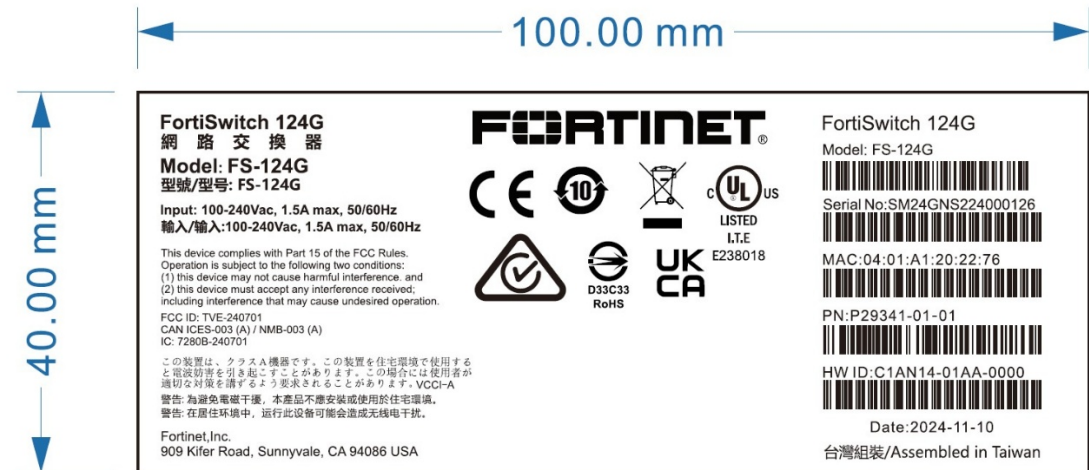 100.00 mm
40.00 mm
FortiSwitch 124G
網 路 交 換 器
Model: FS-124G
型號/型号: FS-124G
Input: 100-240Vac, 1.5A max, 50/60Hz
輸入/输入:100-240Vac, 1.5A max, 50/60Hz
This device complies with Part 15 of the FCC Rules.
Operation is subject to the following two conditions:
(1) this device may not cause harmful interference. and
(2) this device must accept any interference received;
including interference that may cause undesired operation.
FCC ID: TVE-240701
CAN ICES-003 (A) / NMB-003 (A)
IC: 7280B-240701
この装置は、クラスA機器です。この装置を住宅環境で使用する
と電波妨害を引き起こすことがあります。この場合には使用者が
適切な対策を講ずるよう要求されることがあります。VCCI-A
警告: 為避免電磁干擾，本產品不應安裝或使用於住宅環境。
警告: 在居住环境中，运行此设备可能会造成无线电干扰。
Fortinet,Inc.
909 Kifer Road, Sunnyvale, CA 94086 USA
FORTINET®
CE
10
C UL US
LISTED
I.T.E
E238018
D33C33
RoHS
UK
CA
FortiSwitch 124G
Model: FS-124G
Serial No:SM24GNS224000126
MAC:04:01:A1:20:22:76
PN:P29341-01-01
HW ID:C1AN14-01AA-0000
Date:2024-11-10
台灣組裝/Assembled in Taiwan